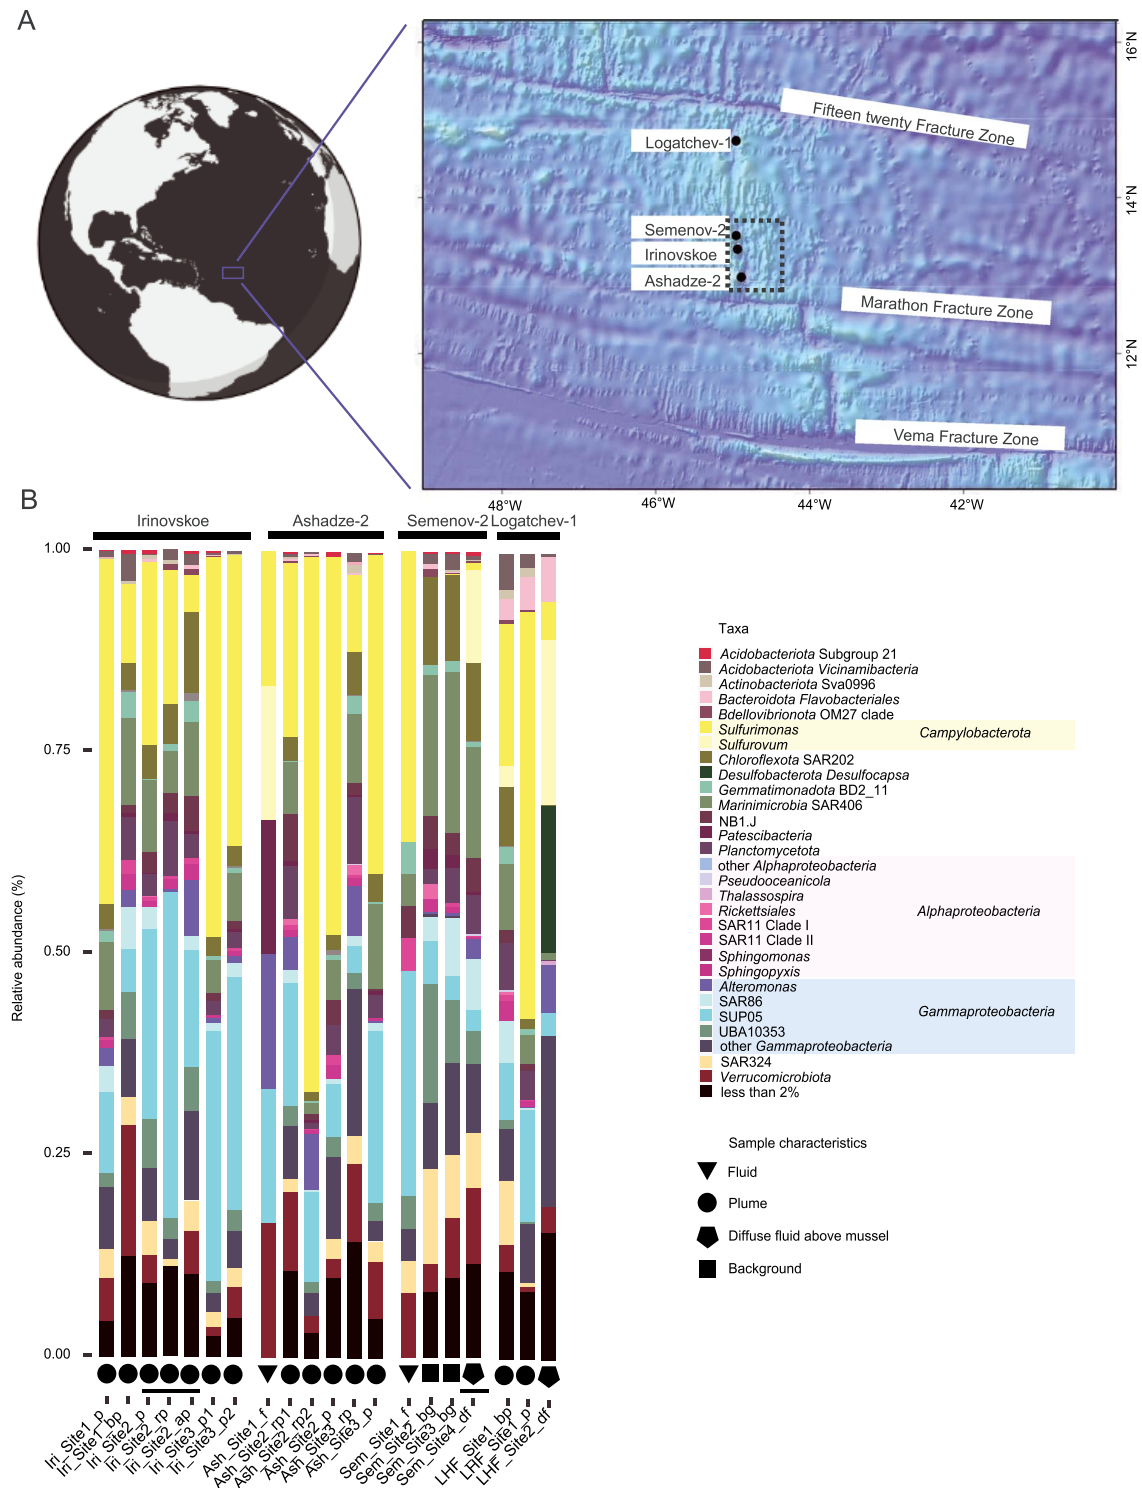 A
Fifteen twenty Fracture Zone
Logatchev-1
Semenov-2
Irinovskoe
Ashadze-2
Marathon Fracture Zone
Vema Fracture Zone
16°N
14°N
12°N
48°W
46°W
44°W
42°W
B
Irinovskoe
Ashadze-2
Semenov-2
Logatchev-1
1.00
0.75
0.50
0.25
0.00
Relative abundance (%)
Iri_Site1_p
Iri_Site1_bp
Iri_Site2_p
Iri_Site2_rp
Iri_Site2_ap
Iri_Site3_p1
Iri_Site3_p2
Ash_Site1_f
Ash_Site2_rp1
Ash_Site2_rp2
Ash_Site2_p
Ash_Site3_rp
Ash_Site3_p
Sem_Site1_f
Sem_Site2_bg
Sem_Site3_bg
Sem_Site4_df
LHF_Site1_bp
LRF_Site1_p
LHF_Site2_df
Taxa
Acidobacteriota Subgroup 21
Acidobacteriota Vicinamibacteria
Actinobacteriota Sva0996
Bacteroidota Flavobacteriales
Bdellovibrionota OM27 clade
Sulfurimonas
Campylobacterota
Sulfurovum
Chloroflexota SAR202
Desulfobacterota Desulfocapsa
Gemmatimonadota BD2_11
Marinimicrobia SAR406
NB1.J
Patescibacteria
Planctomycetota
other Alphaproteobacteria
Pseudooceanicola
Thalassospira
Rickettsiales
Alphaproteobacteria
SAR11 Clade I
SAR11 Clade II
Sphingomonas
Sphingopyxis
Alteromonas
SAR86
SUP05
Gammaproteobacteria
UBA10353
other Gammaproteobacteria
SAR324
Verrucomicrobiota
less than 2%
Sample characteristics
Fluid
Plume
Diffuse fluid above mussel
Background